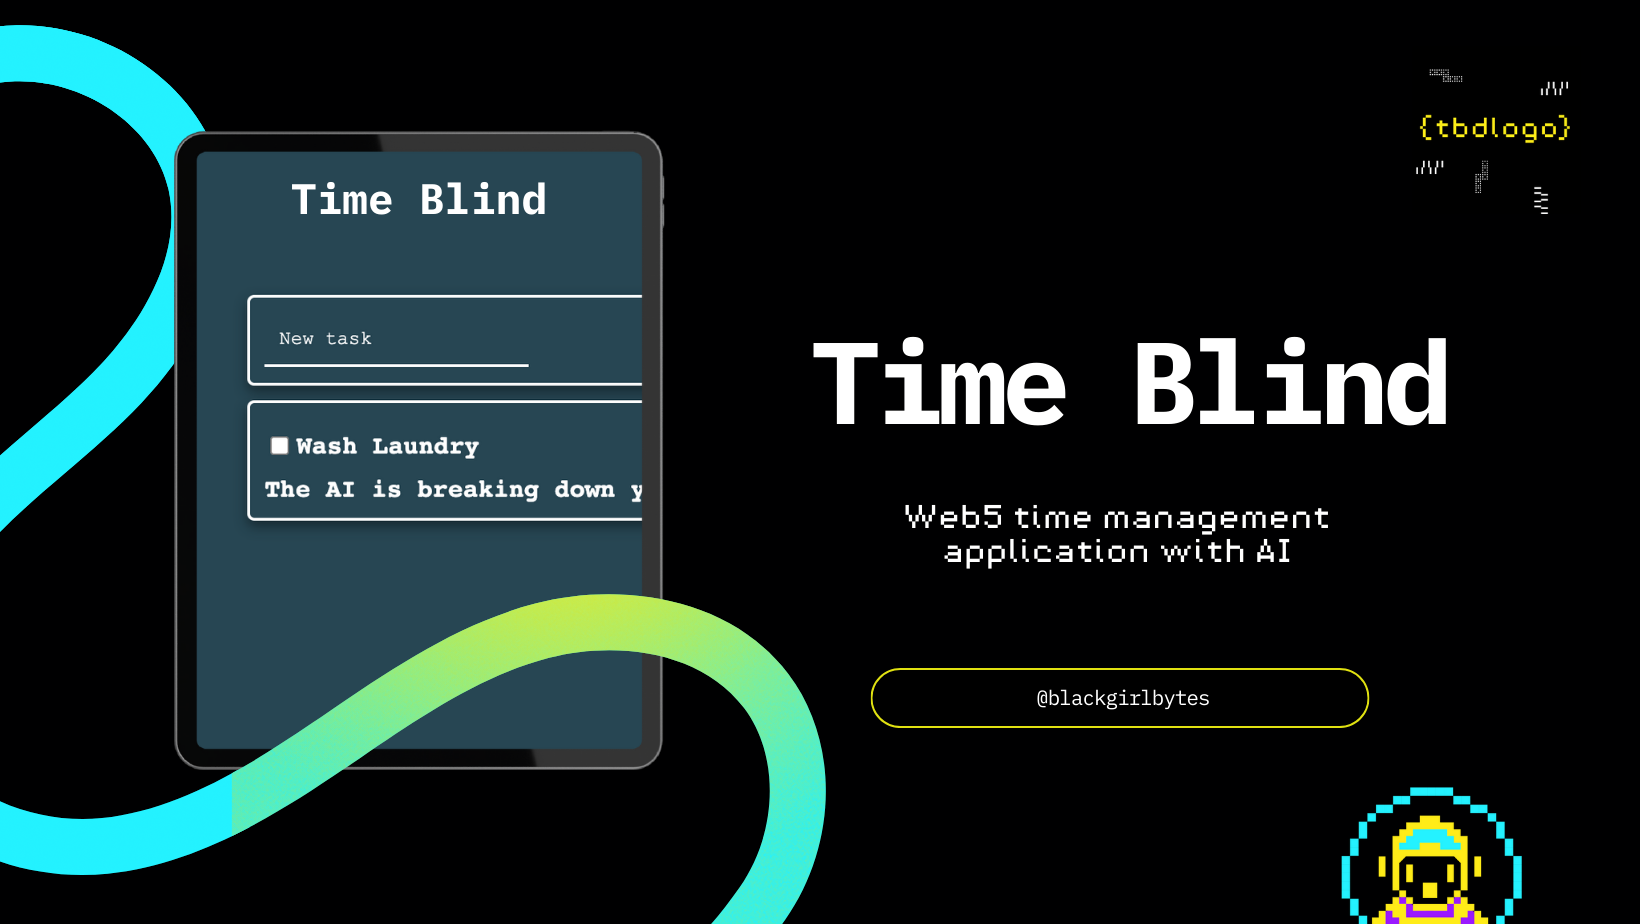 Time Blind
New task
Wash Laundry
The AI is breaking down y
{tbdlogo}
Time Blind
Web5 time management
application with AI
@blackgirlbytes